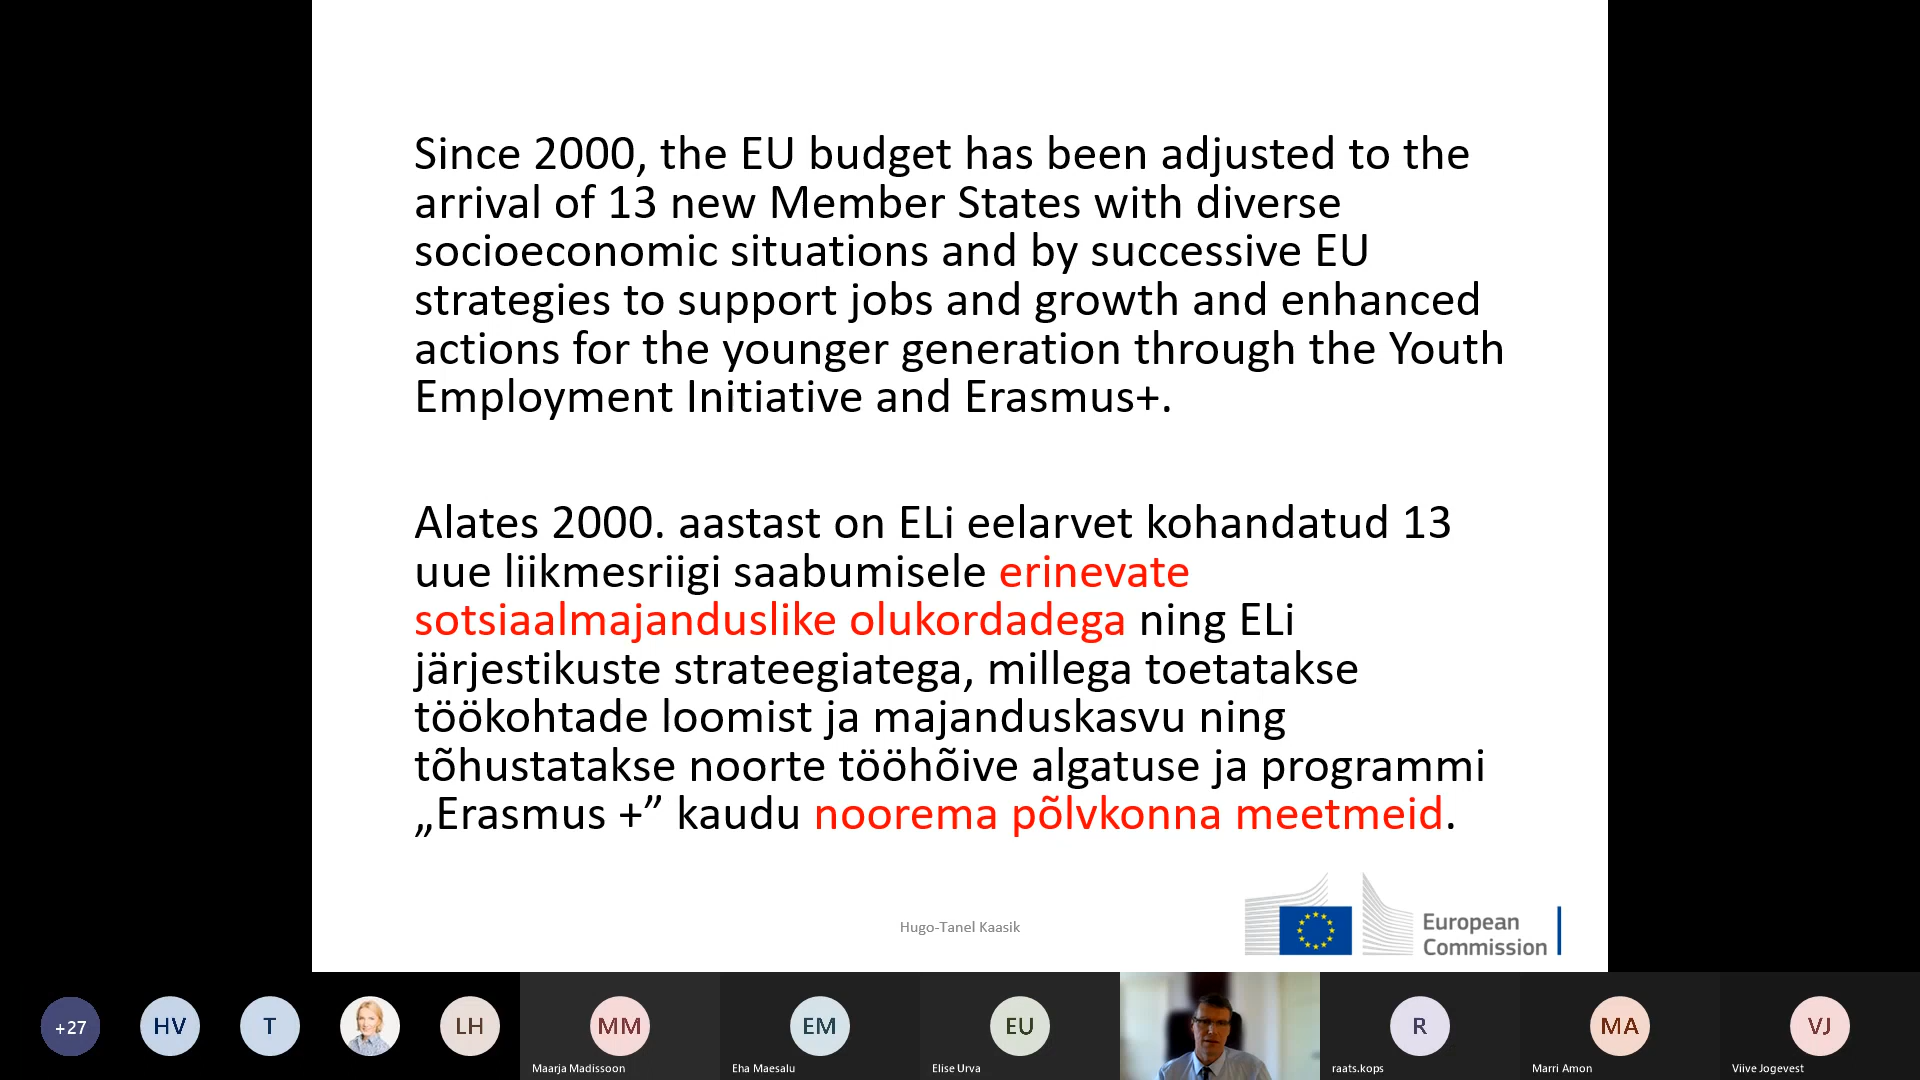 Since 2000, the EU budget has been adjusted to the
arrival of 13 new Member States with diverse
socioeconomic situations and by successive EU
strategies to support jobs and growth and enhanced
actions for the younger generation through the Youth
Employment Initiative and Erasmus+.
Alates 2000. aastast on ELi eelarvet kohandatud 13
uue liikmesriigi saabumisele erinevate
sotsiaalmajanduslike olukordadega ning ELi
järjestikuste strateegiatega, millega toetatakse
töökohtade loomist ja majanduskasvu ning
tõhustatakse noorte tööhõive algatuse ja programmi
„Erasmus +” kaudu noorema põlvkonna meetmeid.
Hugo-Tanel Kaasik
European
Commission
+27
HV
T
LH
MM
EM
EU
R
MA
VJ
Maarja Madissoon
Eha Maesalu
Elise Urva
raats.kops
Marri Amon
Viive Jogevest